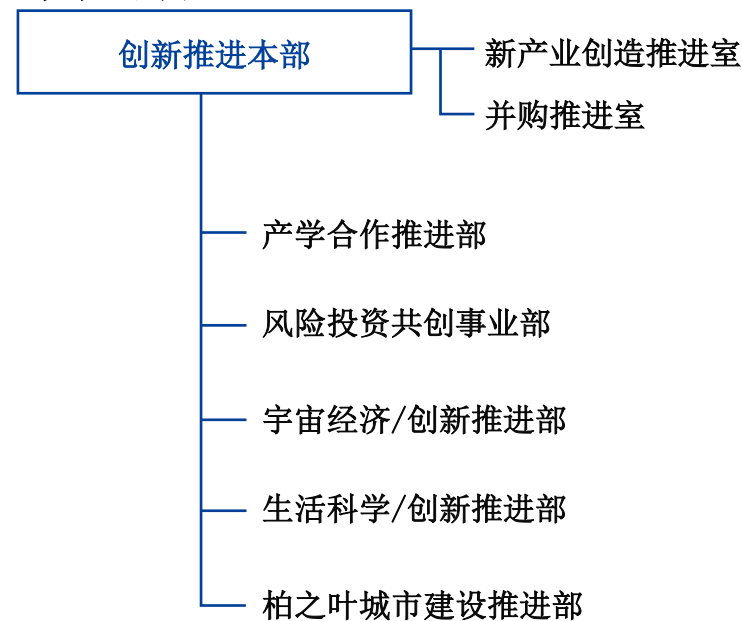 创新推进本部
新产业创造推进室
并购推进室
产学合作推进部
风险投资共创事业部
宇宙经济/创新推进部
生活科学/创新推进部
柏之叶城市建设推进部